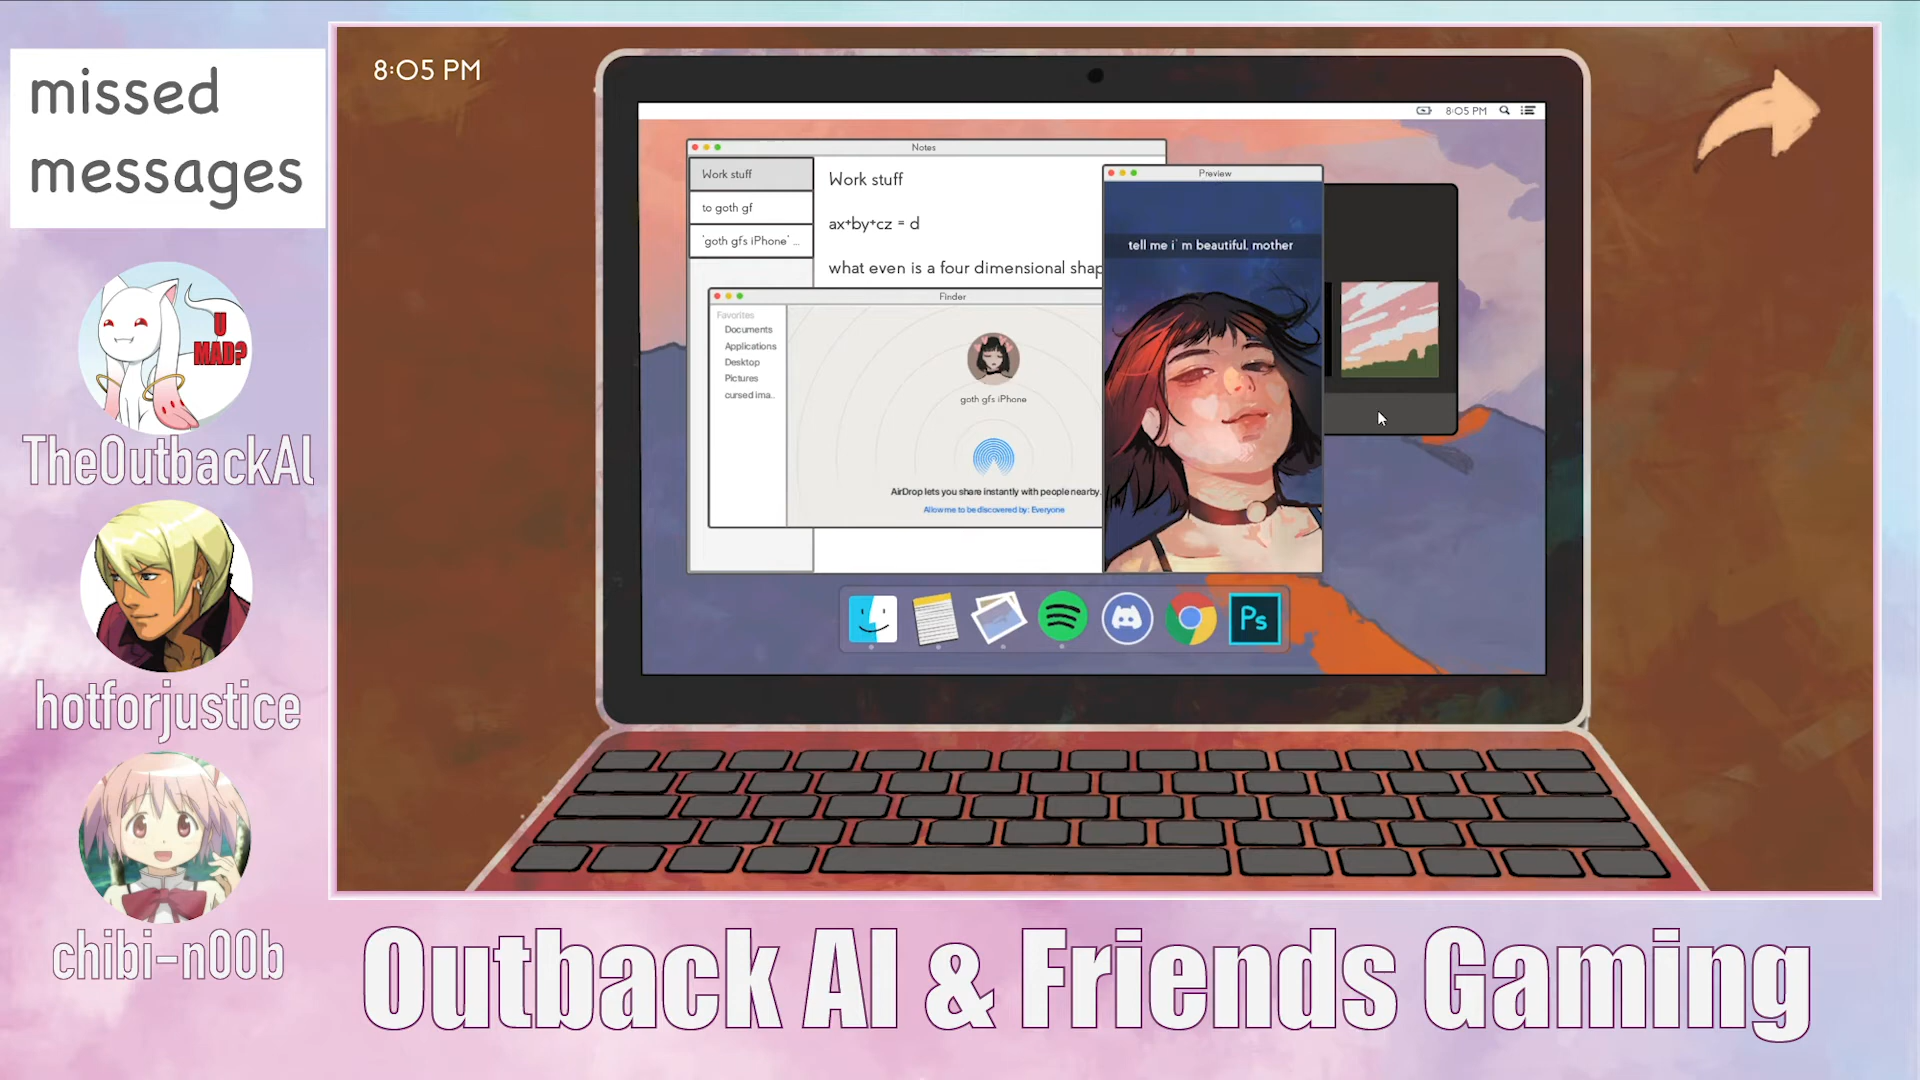 missed
messages
U
MAD?
TheOutbackAl
hotforjustice
chibi-n00b
8:05 PM
8:05 PM
Notes
Work stuff
to goth gf
'goth gfs iPhone' ...
Work stuff
ax+by+cz = d
what even is a four dimensional shap
Finder
Favorites
Documents
Applications
Desktop
Pictures
cursed ima..
goth gfs iPhone
AirDrop lets you share instantly with people nearby.
Allow me to be discovered by: Everyone
Preview
tell me i'm beautiful, mother
Ps
Outback Al & Friends Gaming